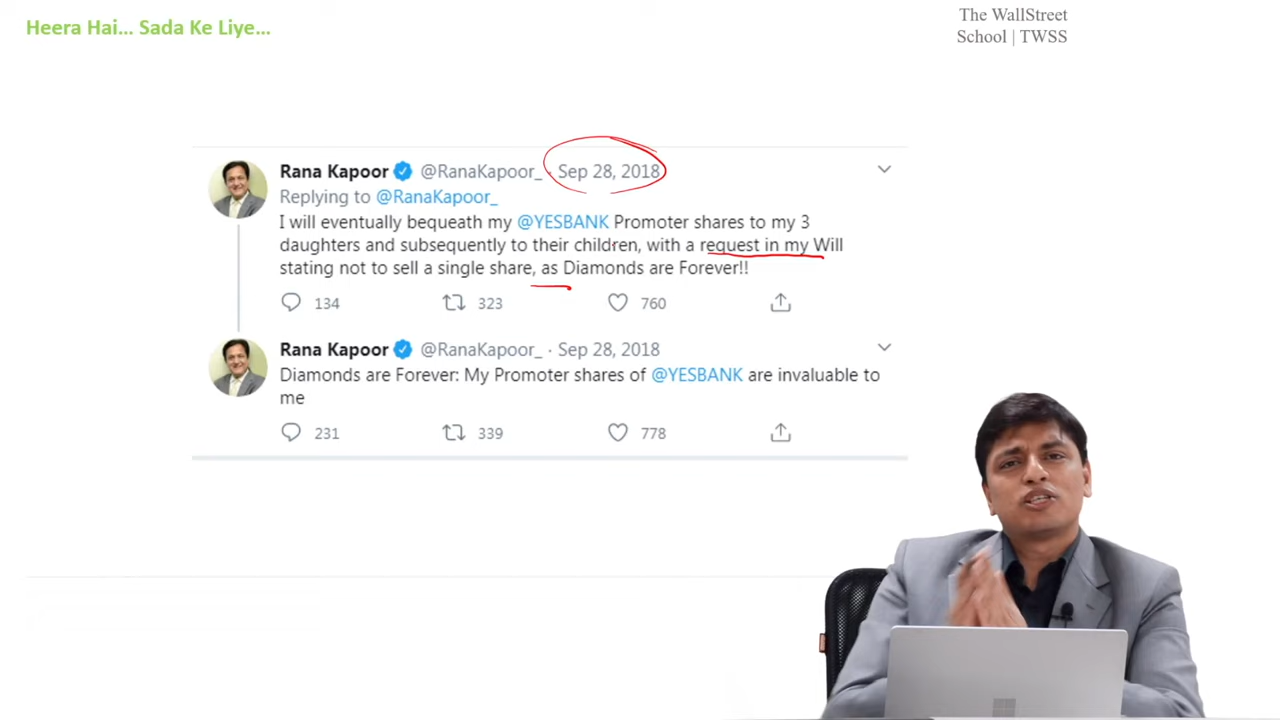 Heera Hai... Sada Ke Liye...
The WallStreet
School | TWSS
Rana Kapoor @RanaKapoor_ · Sep 28, 2018
Replying to @RanaKapoor_
I will eventually bequeath my @YESBANK Promoter shares to my 3
daughters and subsequently to their children, with a request in my Will
stating not to sell a single share, as Diamonds are Forever!!
134 323 760
Rana Kapoor @RanaKapoor_ · Sep 28, 2018
Diamonds are Forever: My Promoter shares of @YESBANK are invaluable to
me
231 339 778